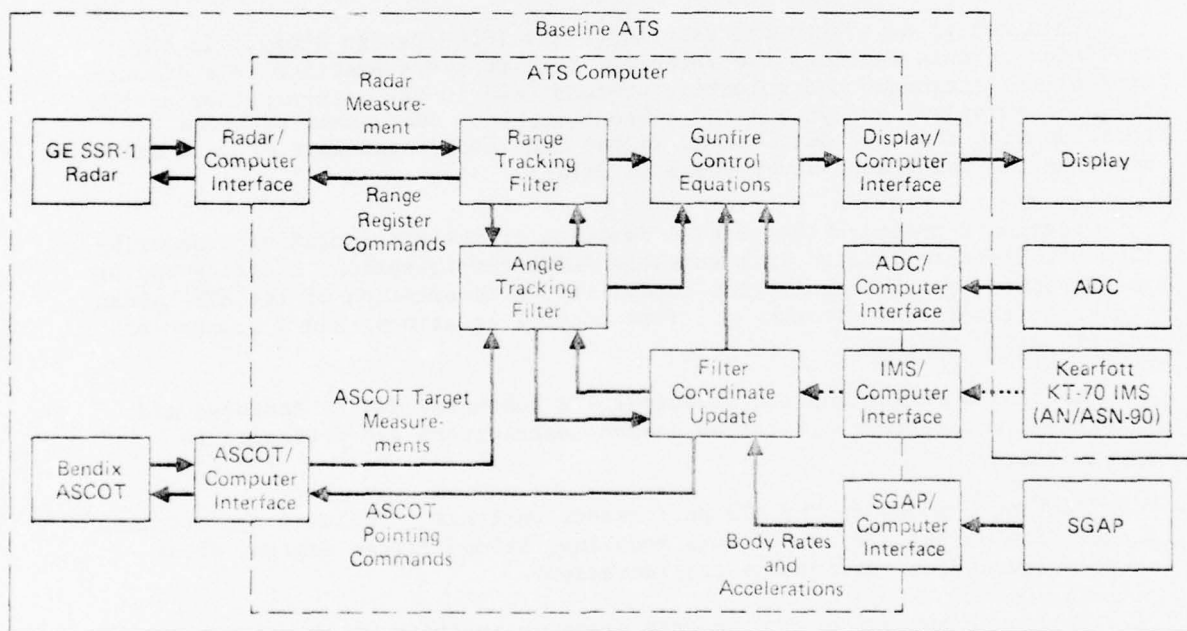 Baseline ATS
ATS Computer
Radar
Measure-
ment
GE SSR-1
Radar
Radar/
Computer
Interface
Range
Tracking
Filter
Gunfire
Control
Equations
Display/
Computer
Interface
Display
Range
Register
Commands
Angle
Tracking
Filter
ADC/
Computer
Interface
ADC
ASCOT Target
Measure-
ments
Filter
Coordinate
Update
IMS/
Computer
Interface
Kearfott
KT-70 IMS
(AN/ASN-90)
Bendix
ASCOT
ASCOT/
Computer
Interface
ASCOT
Pointing
Commands
Body Rates
and
Accelerations
SGAP/
Computer
Interface
SGAP